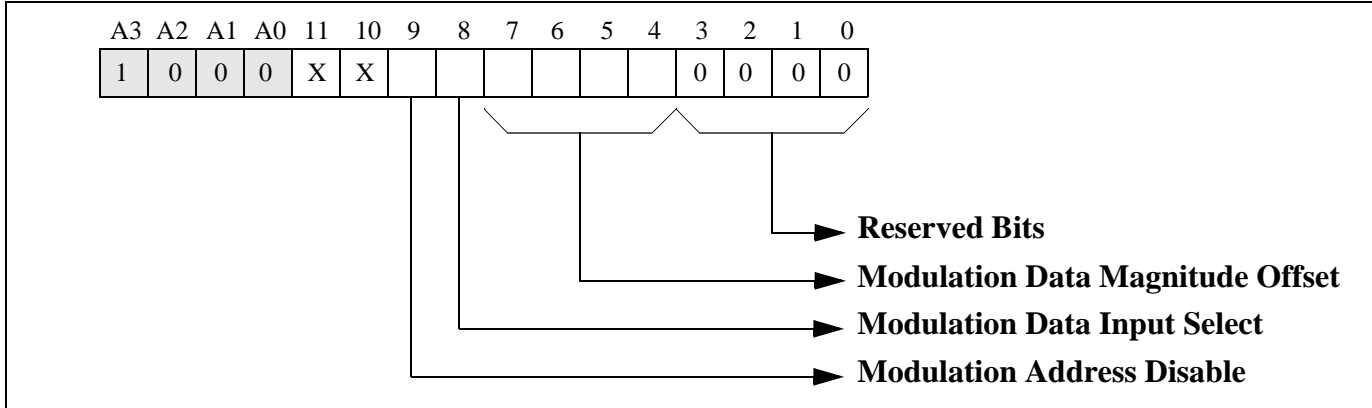 A3 A2 A1 A0 11 10 9 8 7 6 5 4 3 2 1 0
1 0 0 0 X X 0 0 0 0
Reserved Bits
Modulation Data Magnitude Offset
Modulation Data Input Select
Modulation Address Disable